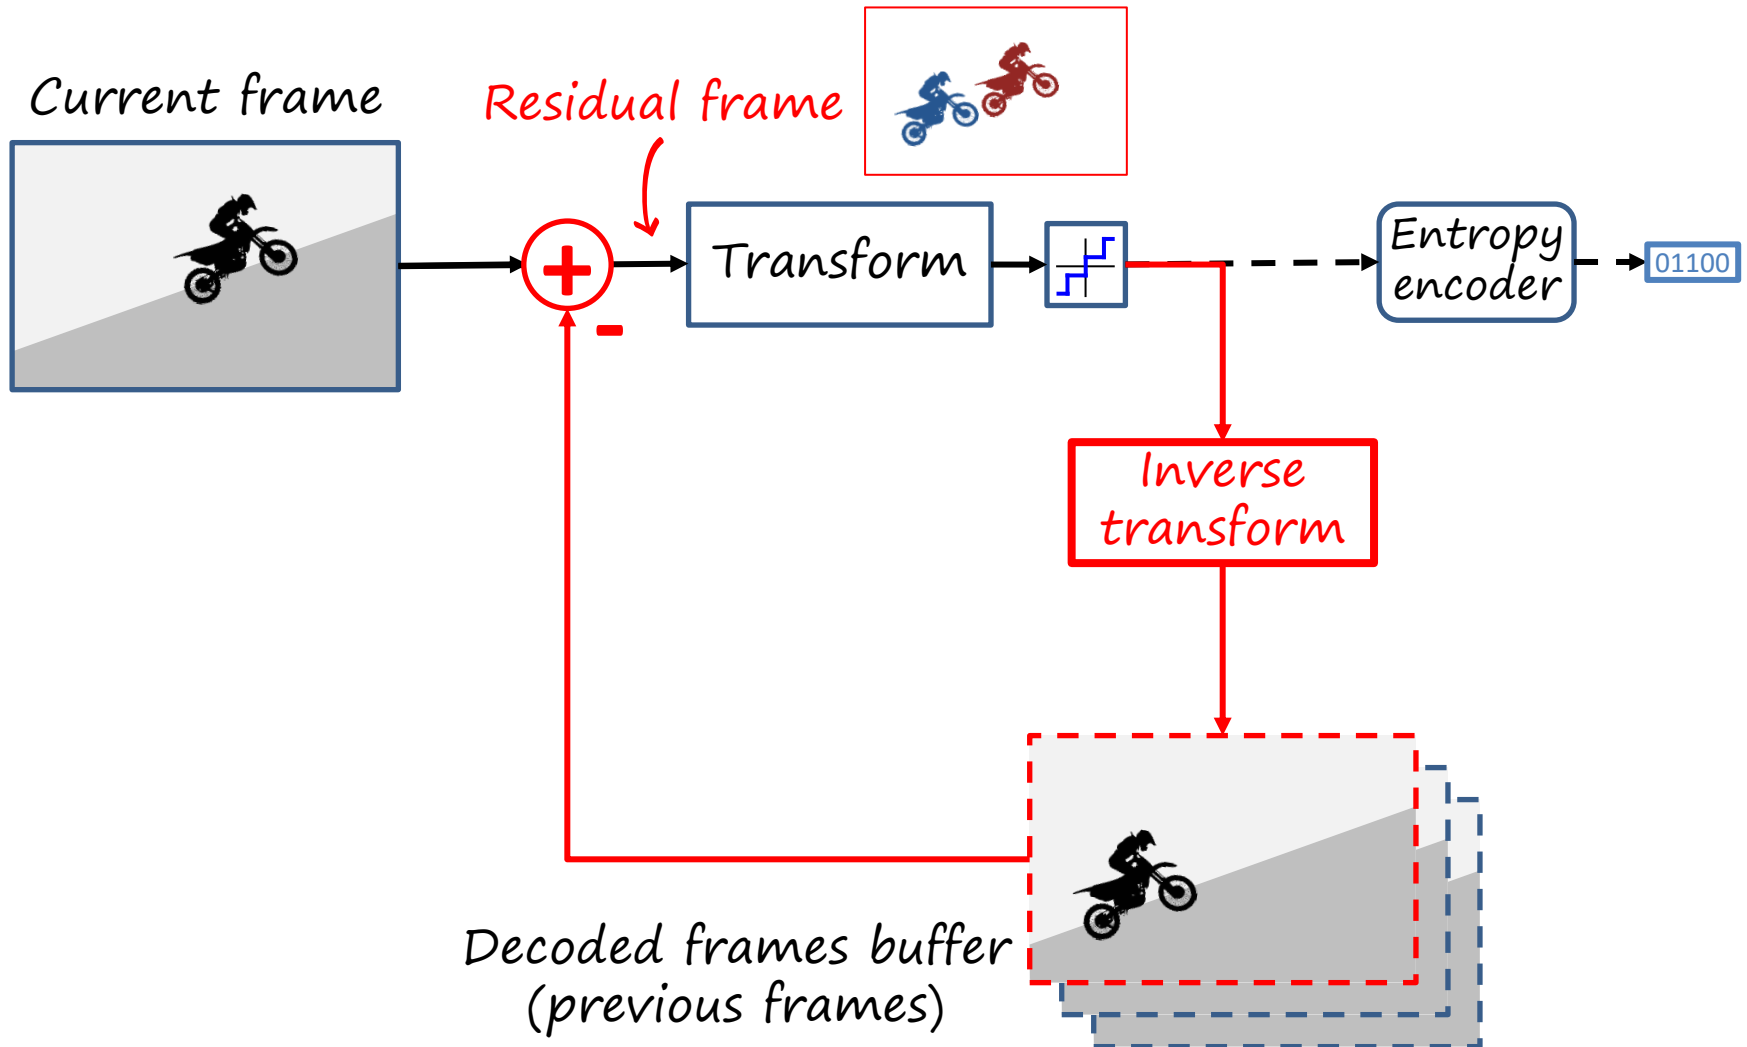 Current frame
Residual frame
+
-
Transform
Entropy
encoder
01100
Inverse
transform
Decoded frames buffer
(previous frames)